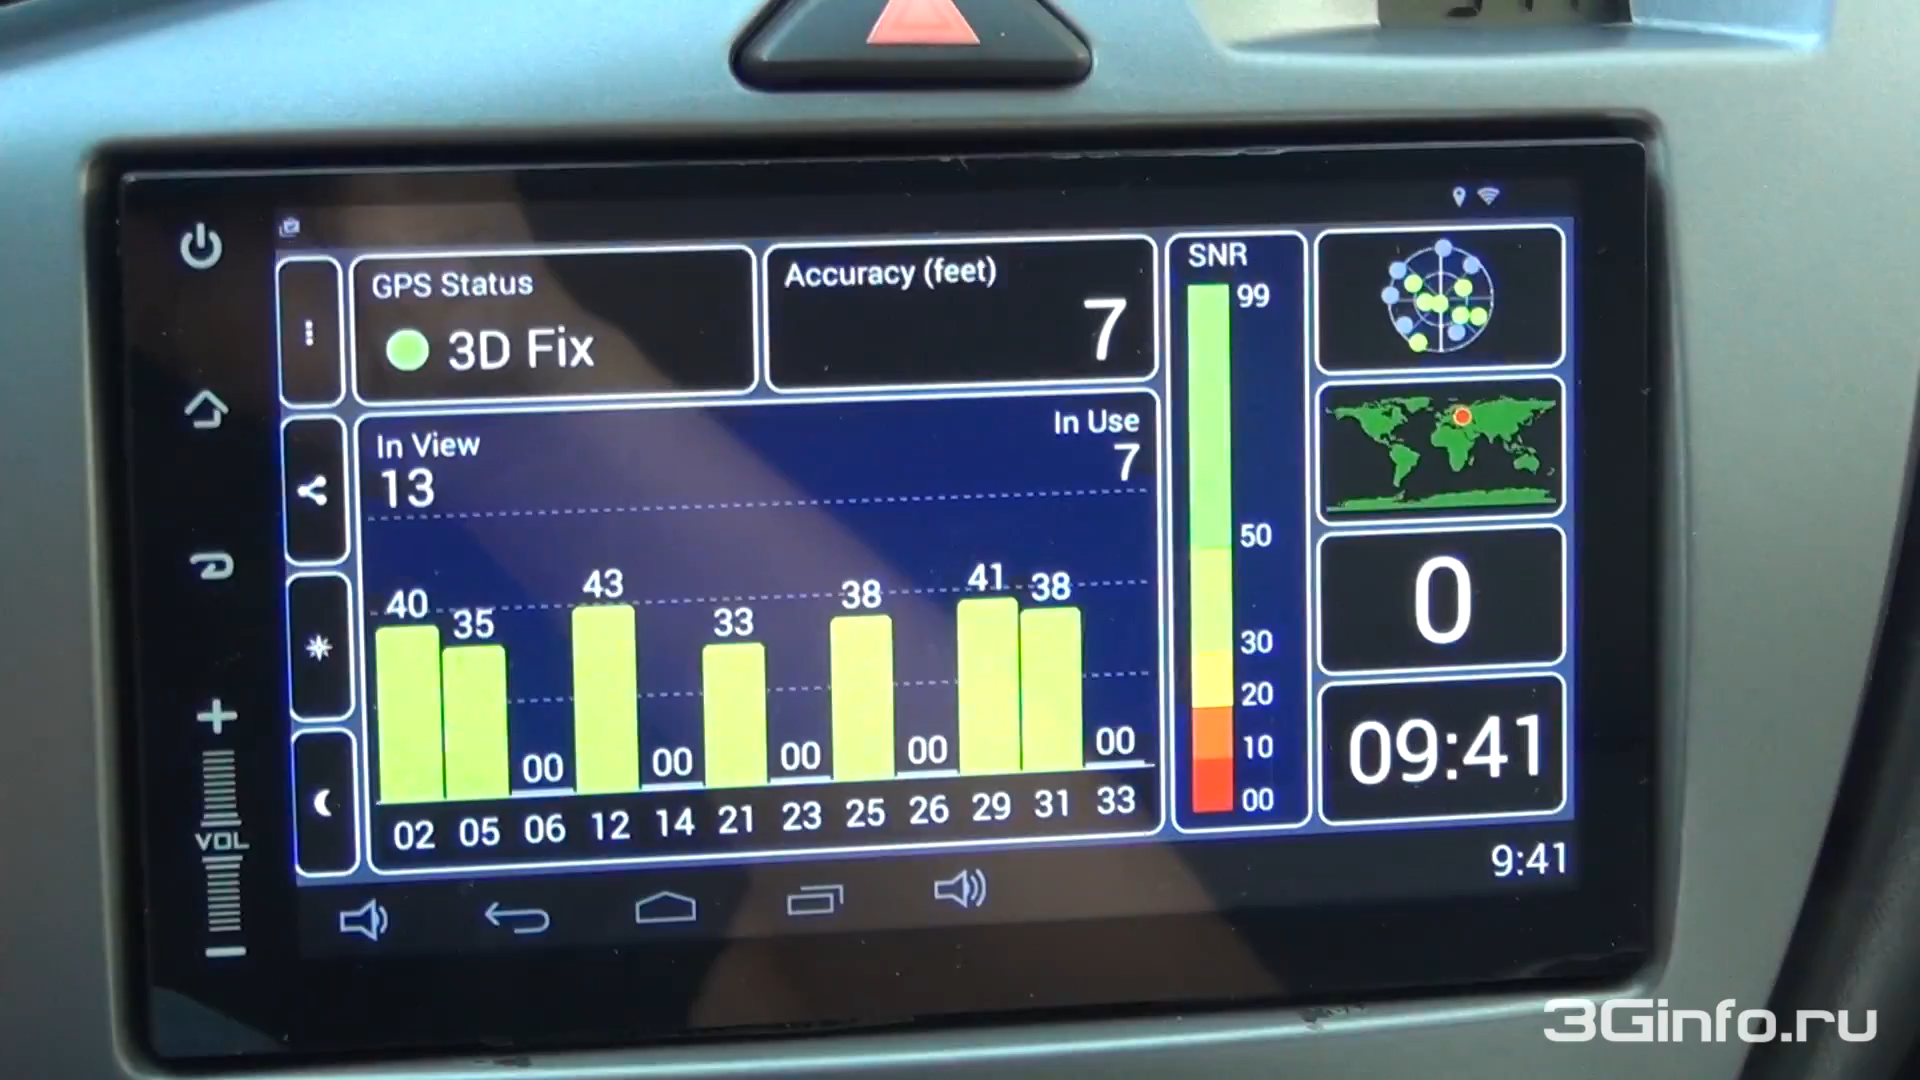 GPS Status
3D Fix
Accuracy (feet)
7
SNR
99
50
30
20
10
00
In View
13
In Use
7
40 35 00 43 00 33 00 38 00 41 38 00
02 05 06 12 14 21 23 25 26 29 31 33
0
09:41
9:41
VOL
3Ginfo.ru